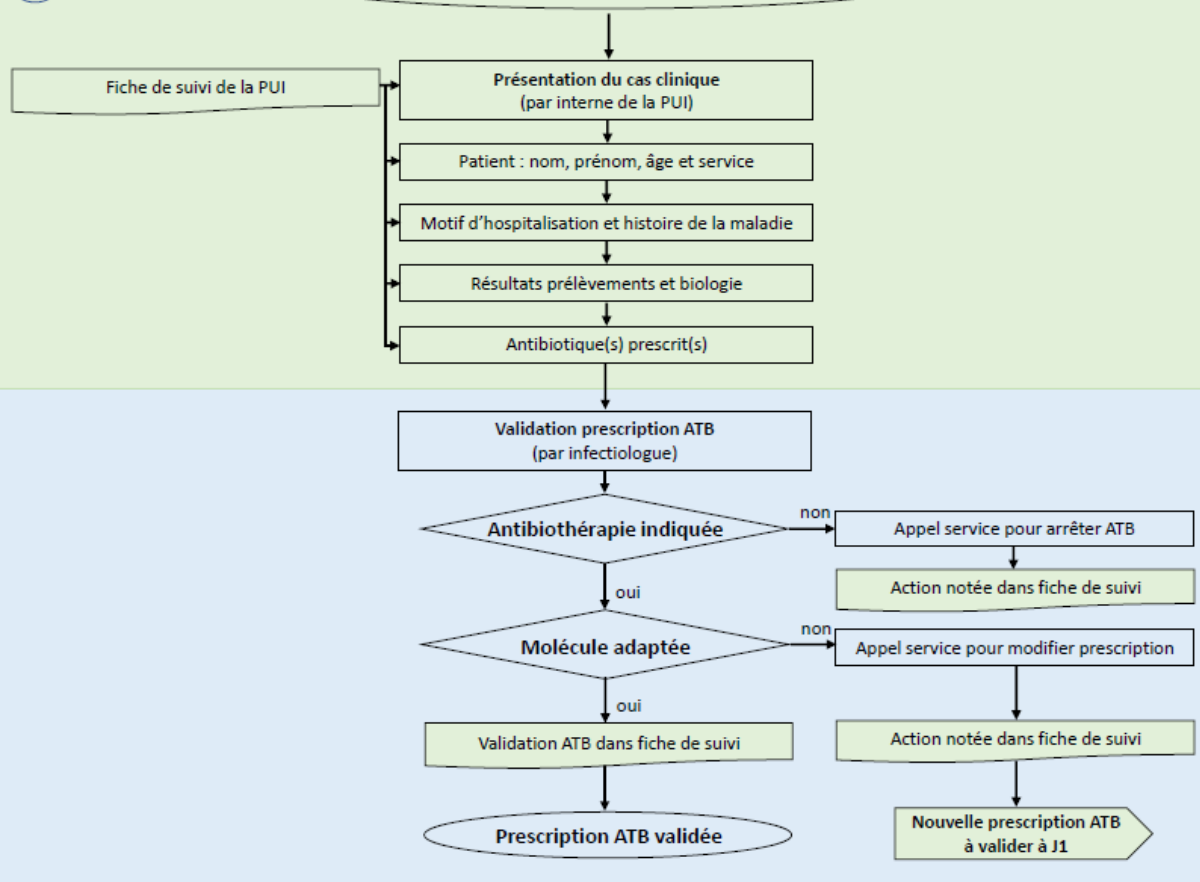 Fiche de suivi de la PUI
Présentation du cas clinique
(par interne de la PUI)
Patient : nom, prénom, âge et service
Motif d’hospitalisation et histoire de la maladie
Résultats prélèvements et biologie
Antibiotique(s) prescrit(s)
Validation prescription ATB
(par infectiologue)
Antibiothérapie indiquée
non
Appel service pour arrêter ATB
Action notée dans fiche de suivi
oui
Molécule adaptée
non
Appel service pour modifier prescription
oui
Validation ATB dans fiche de suivi
Action notée dans fiche de suivi
Prescription ATB validée
Nouvelle prescription ATB
à valider à J1